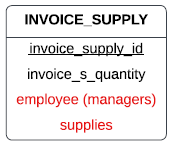 INVOICE_SUPPLY
invoice_supply_id
invoice_s_quantity
employee (managers)
supplies